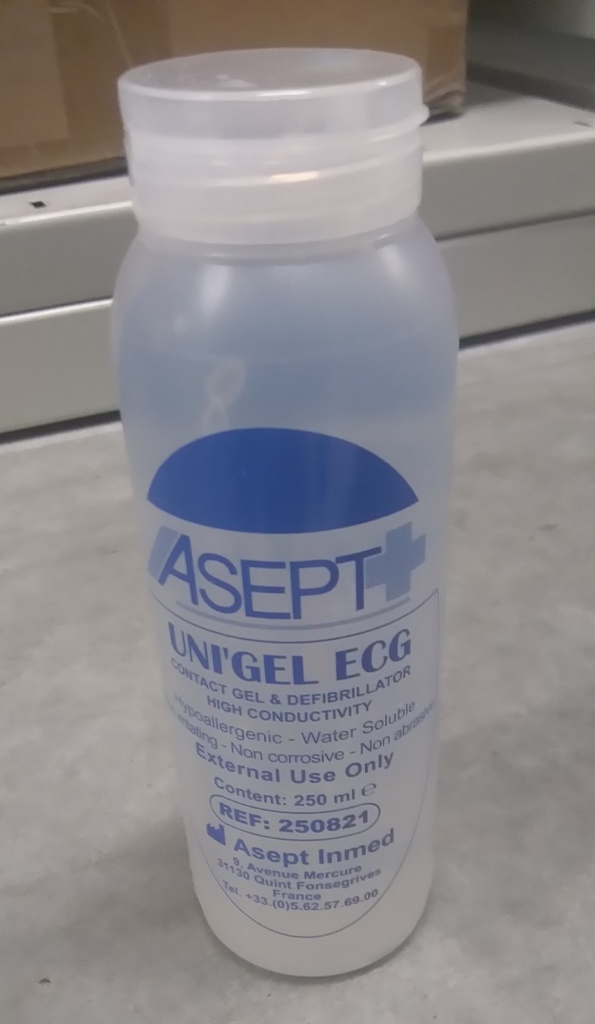 ASEPT
UNI'GEL ECG
CONTACT GEL & DEFIBRILLATOR
HIGH CONDUCTIVITY
Hypoallergenic - Water Soluble
- Non corrosive - Non
External Use Only
Content: 250 ml ℮
REF: 250821
Asept Inmed
9, Avenue Mercure
31130 Quint Fonsegrives
France
Tel. +33.(0)5.62.57.69.00